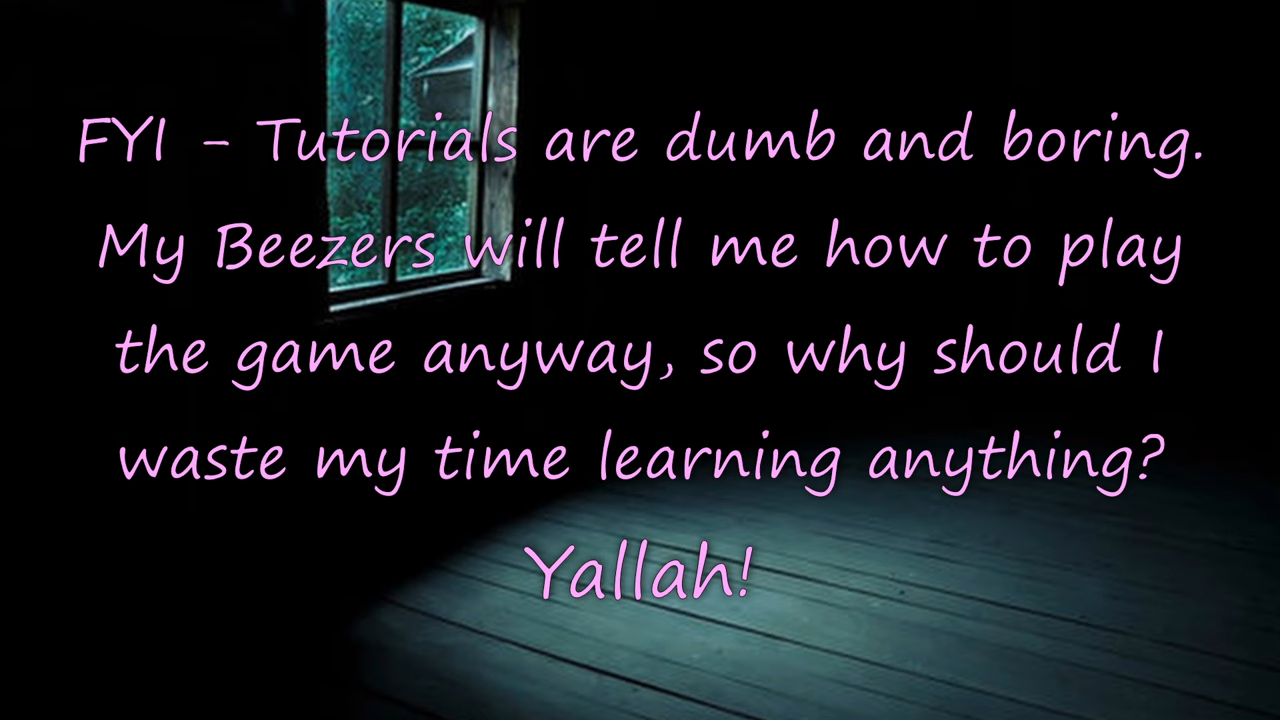 FYI - Tutorials are dumb and boring.
My Beezers will tell me how to play
the game anyway, so why should I
waste my time learning anything?
Yallah!